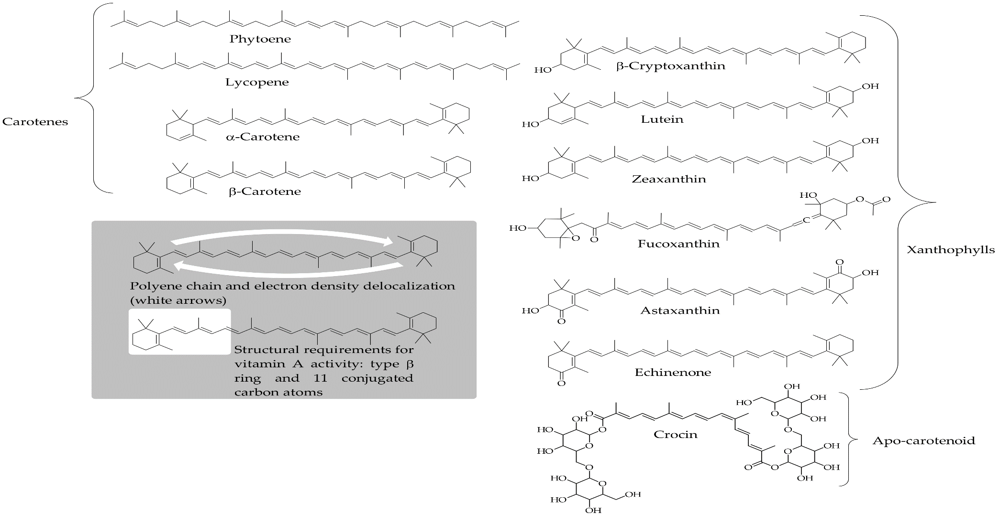 Phytoene
Lycopene
Carotenes
α-Carotene
β-Carotene
Polyene chain and electron density delocalization
(white arrows)
Structural requirements for
vitamin A activity: type β
ring and 11 conjugated
carbon atoms
HO
β-Cryptoxanthin
OH
HO
Lutein
OH
HO
Zeaxanthin
HO
O
O
HO
C
O
O
Fucoxanthin
Xanthophylls
O
OH
HO
O
Astaxanthin
Echinenone
O
OH
HO
OH
O
OH
O
OH
O
HO
O
Crocin
O
HO
O
OH
Apo-carotenoid
O
OH
O
O
O
OH
HO
O
OH
HO
OH
OH